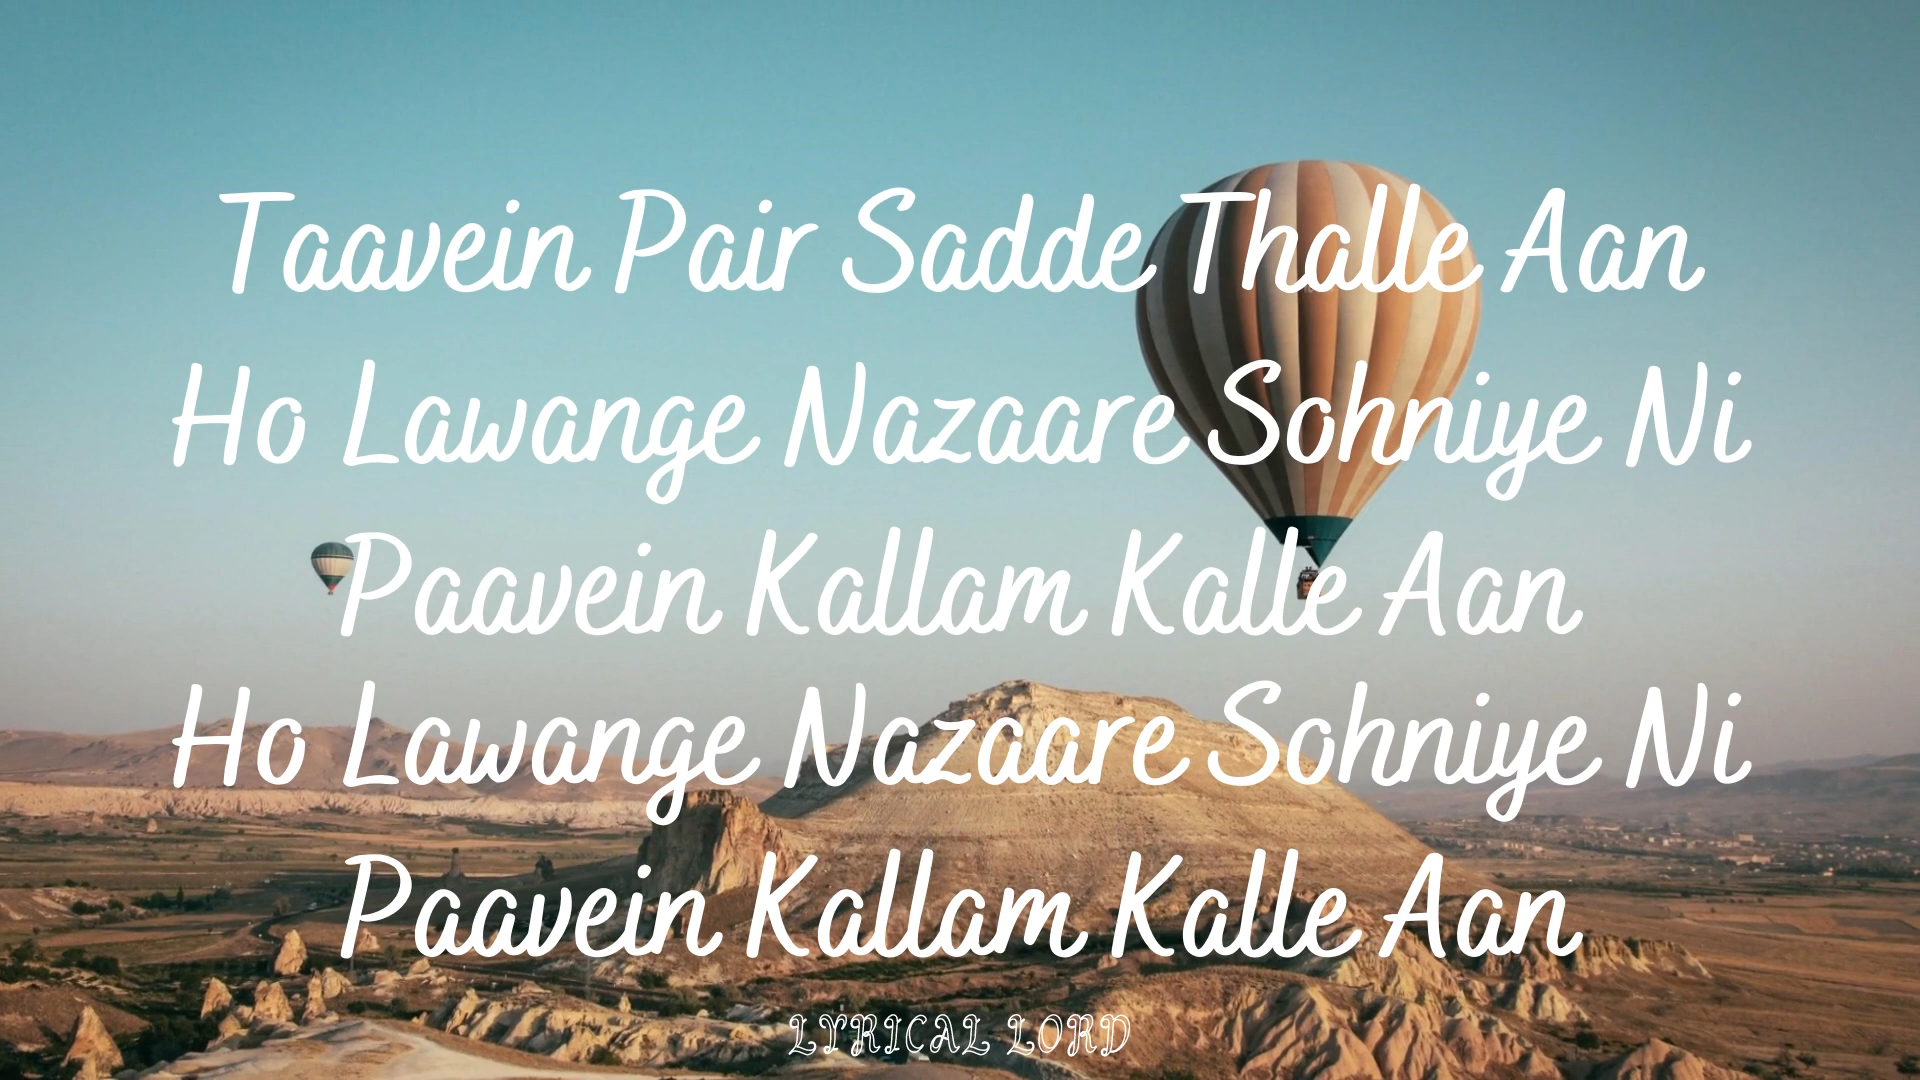 Taavein Pair Sadde Thalle Aan
Ho Lawange Nazaare Sohniye Ni
Paavein Kallam Kalle Aan
Ho Lawange Nazaare Sohniye Ni
Paavein Kallam Kalle Aan
LYRICAL LORD